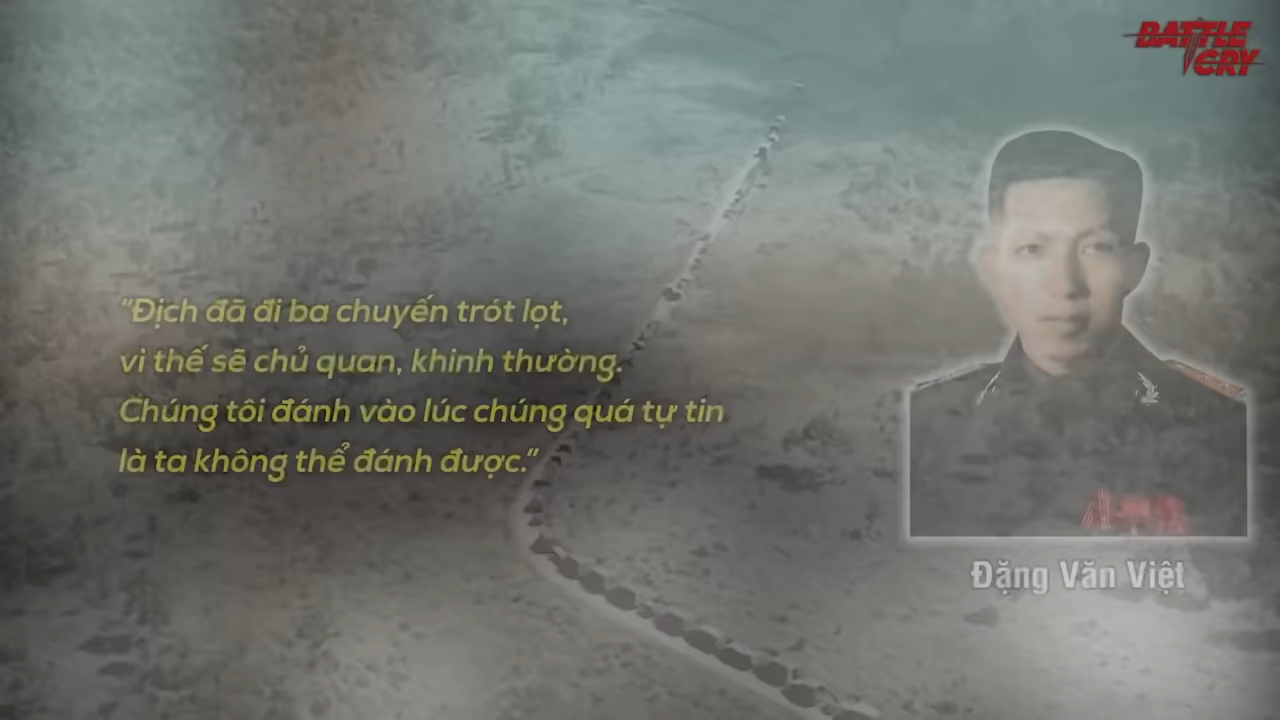 BATTLE
CRY
“Địch đã đi ba chuyến trót lọt,
vì thế sẽ chủ quan, khinh thường.
Chúng tôi đánh vào lúc chúng quá tự tin
là ta không thể đánh được.”
Đặng Văn Việt